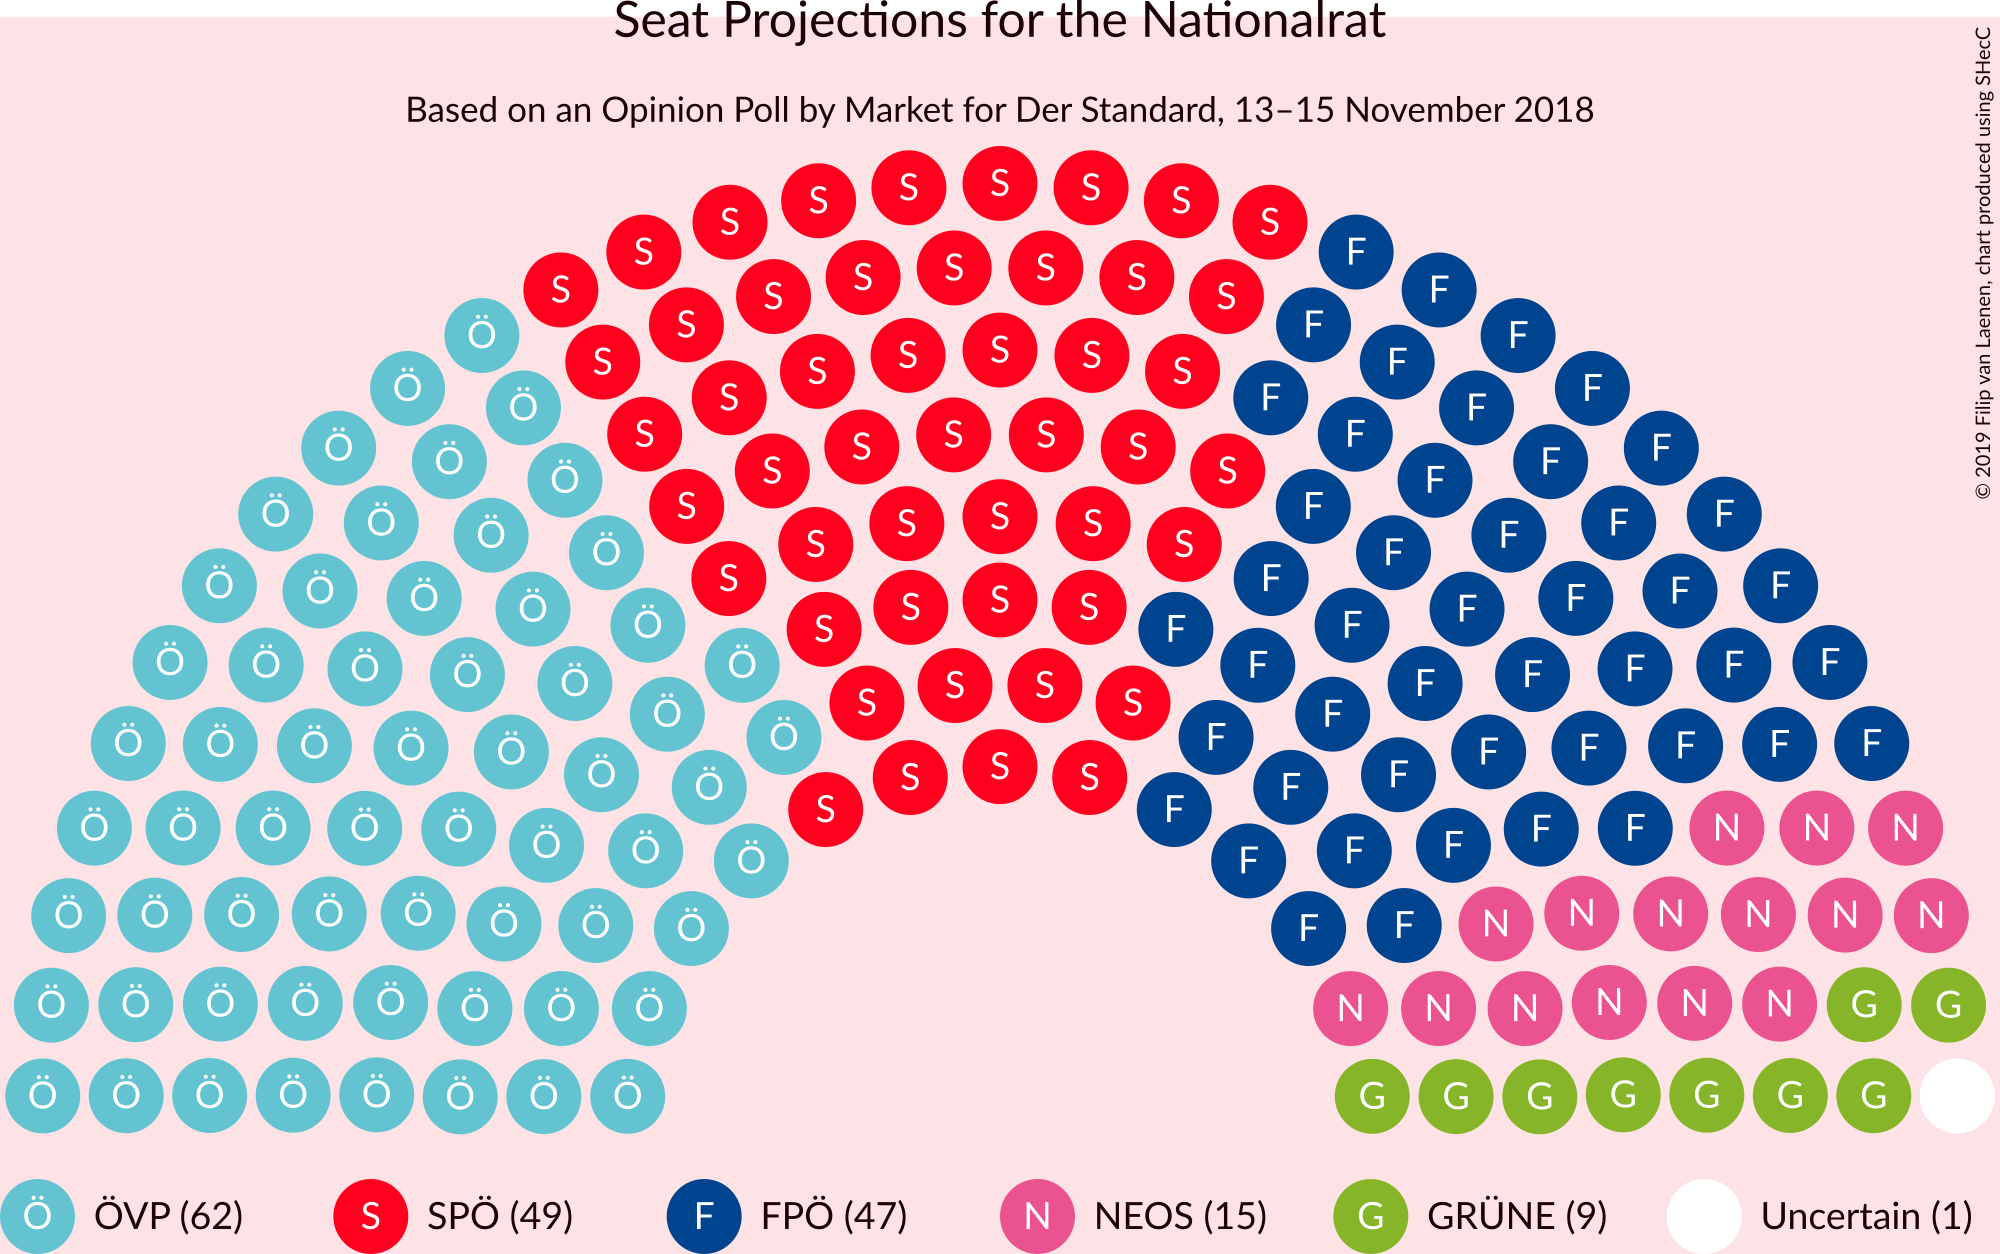 Seat Projections for the Nationalrat
Based on an Opinion Poll by Market for Der Standard, 13–15 November 2018
© 2019 Filip van Laenen, chart produced using SHecC
S S S S S S S S S F F F
Ö ÖVP (62) S SPÖ (49) F FPÖ (47) N NEOS (15) G GRÜNE (9) Uncertain (1)